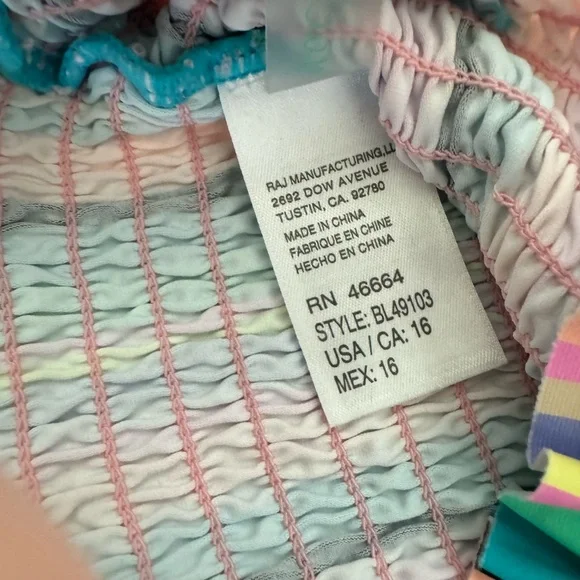 RAJ MANUFACTURING,LL
2692 DOW AVENUE
TUSTIN, CA. 92780
MADE IN CHINA
FABRIQUE EN CHINE
HECHO EN CHINA
RN 46664
STYLE: BL49103
USA / CA: 16
MEX: 16